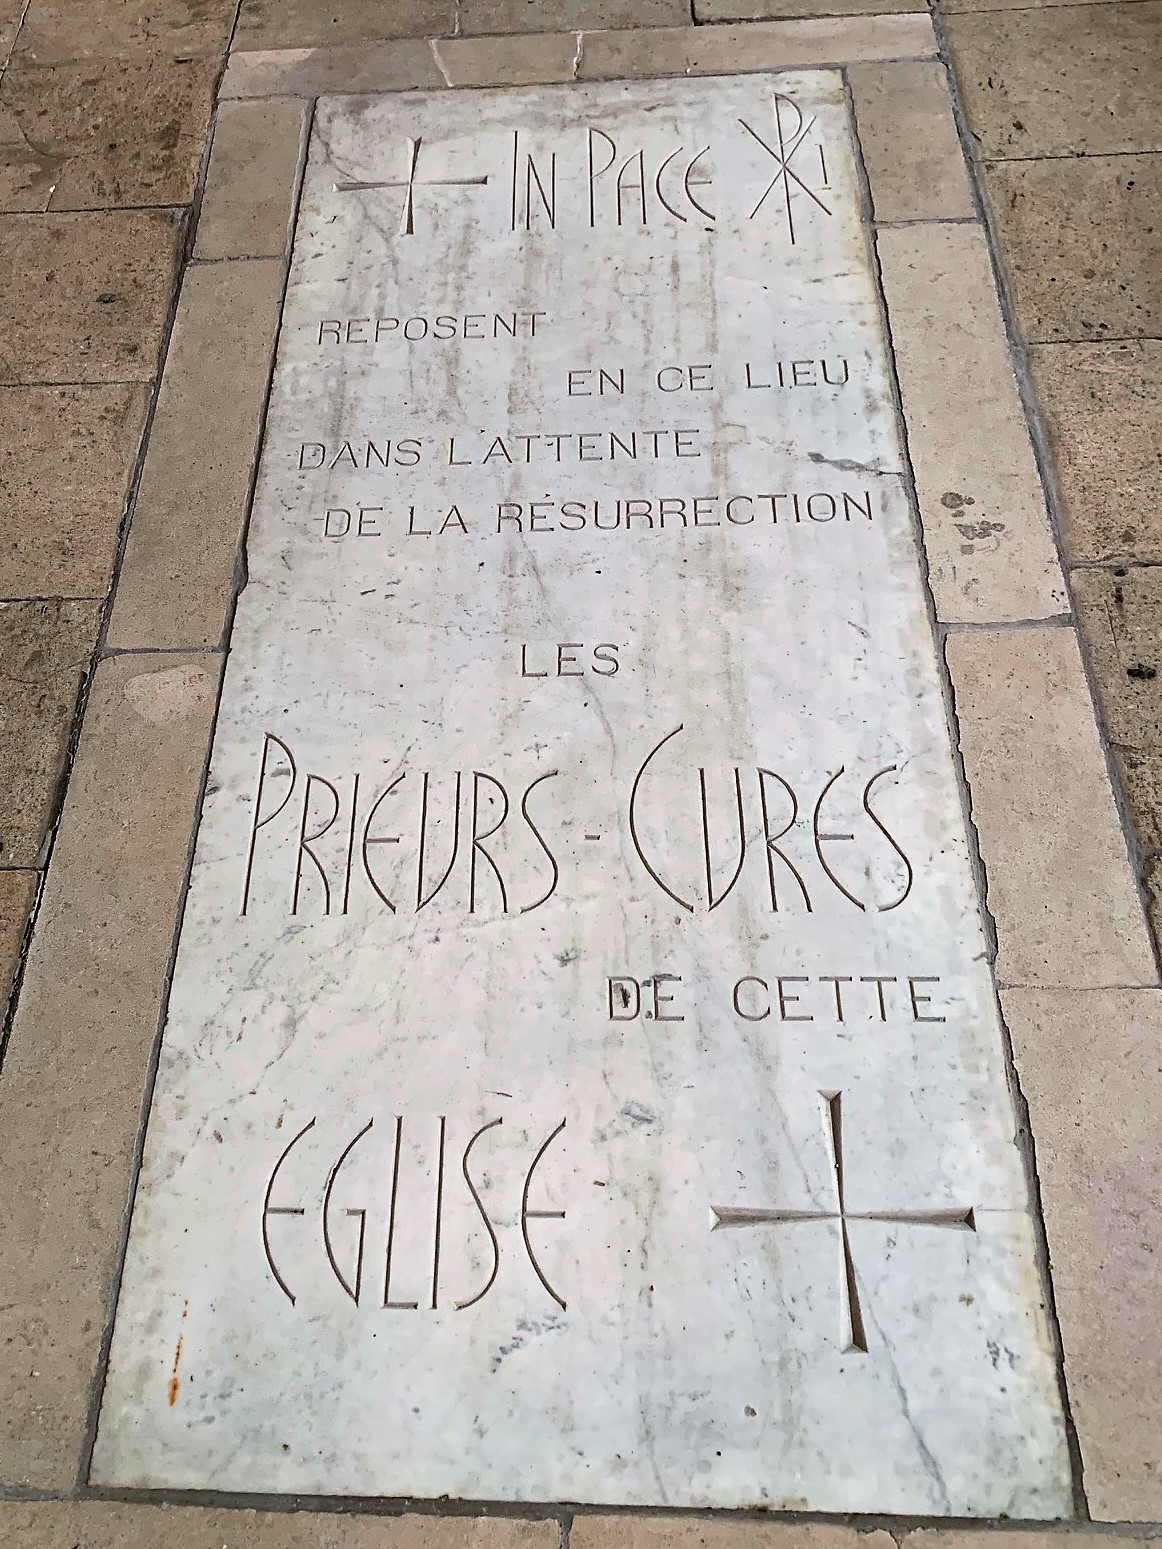 IN PACE ☧I
REPOSENT
EN CE LIEU
DANS L'ATTENTE
DE LA RÉSURRECTION
LES
PRIEURS-CURES
DE CETTE
EGLISE